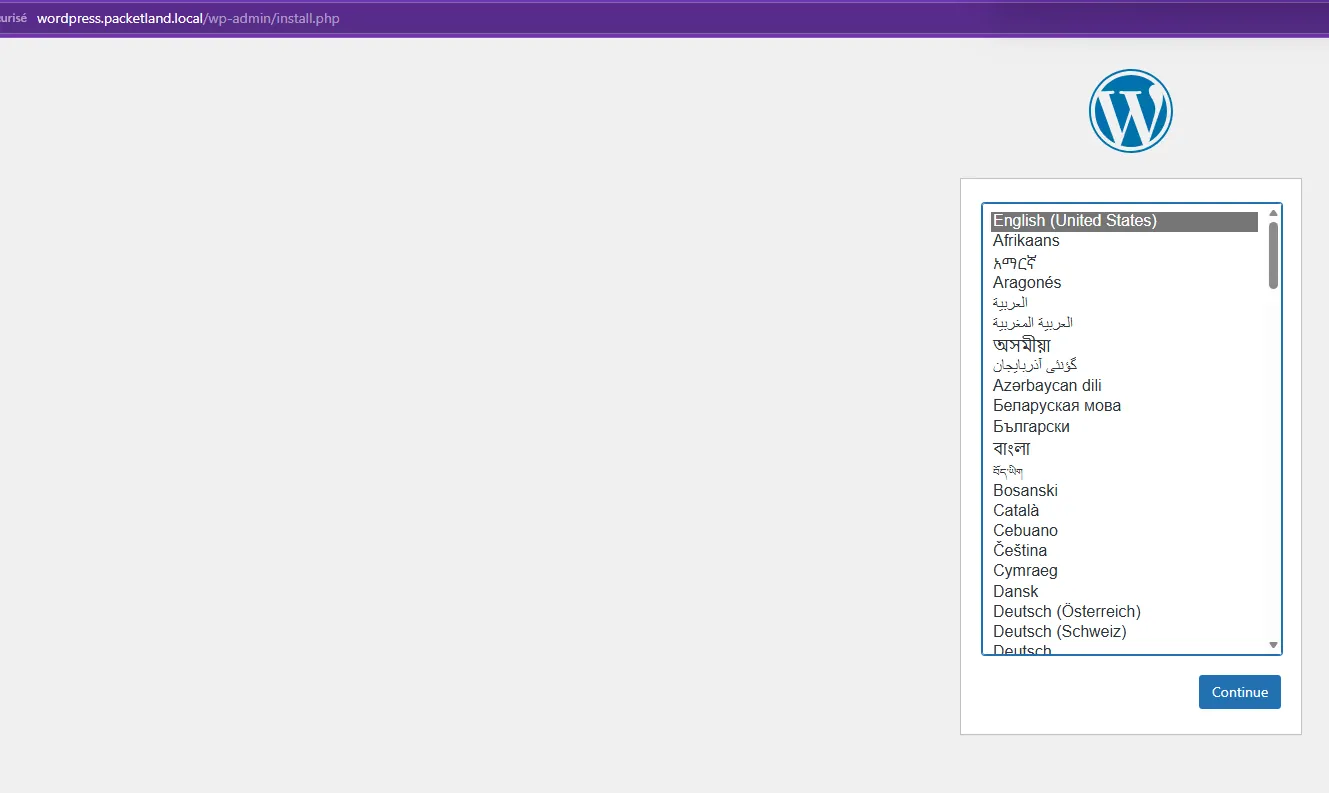 urisé wordpress.packetland.local/wp-admin/install.php
English (United States)
Afrikaans
አማርኛ
Aragonés
العربية
العربية المغربية
অসমীয়া
گؤنئی آذربایجان
Azərbaycan dili
Беларуская мова
Български
বাংলা
བོད་ཡིག
Bosanski
Català
Cebuano
Čeština
Cymraeg
Dansk
Deutsch (Österreich)
Deutsch (Schweiz)
Deutsch
Continue